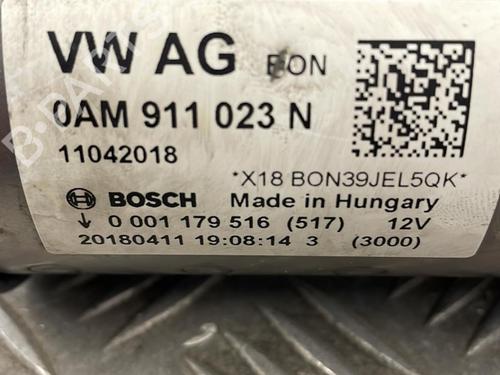 VW AG BON
0AM 911 023 N
11042018
*X18 BON39JEL5QK*
BOSCH Made in Hungary
0 001 179 516 (517) 12V
20180411 19:08:14 3 (3000)
B-PARTS